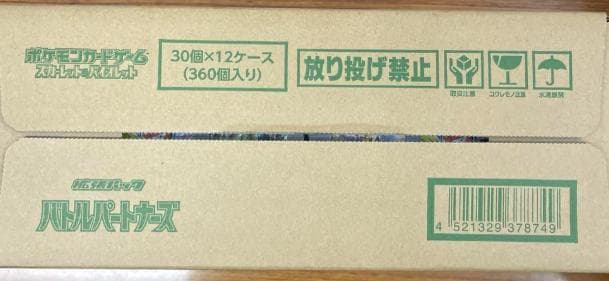 ポケモンカードゲーム
スカーレット&バイオレット
30個×12ケース
(360個入り)
放り投げ禁止
取扱注意
コワレモノ注意
水濡厳禁
拡張パック
バトルパートナーズ
4 521329 378749